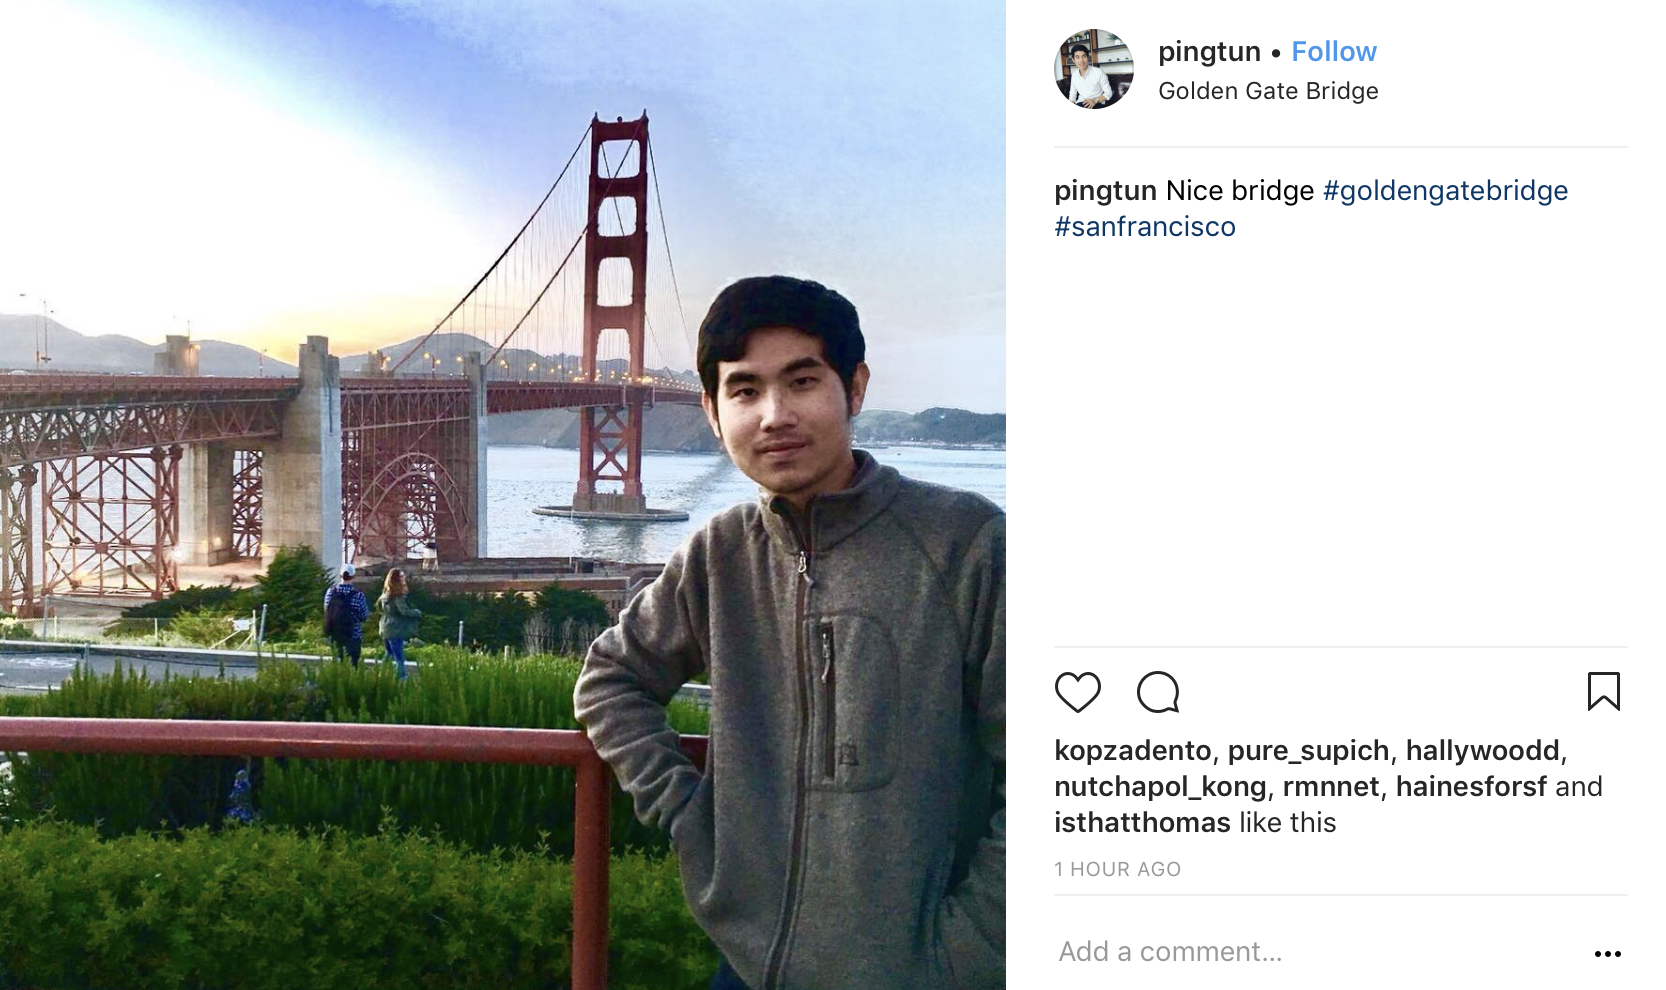 pingtun • Follow
Golden Gate Bridge
pingtun Nice bridge #goldengatebridge
#sanfrancisco
kopzadento, pure_supich, hallywoodd,
nutchapol_kong, rmnnet, hainesforsf and
isthatthomas like this
1 HOUR AGO
Add a comment...